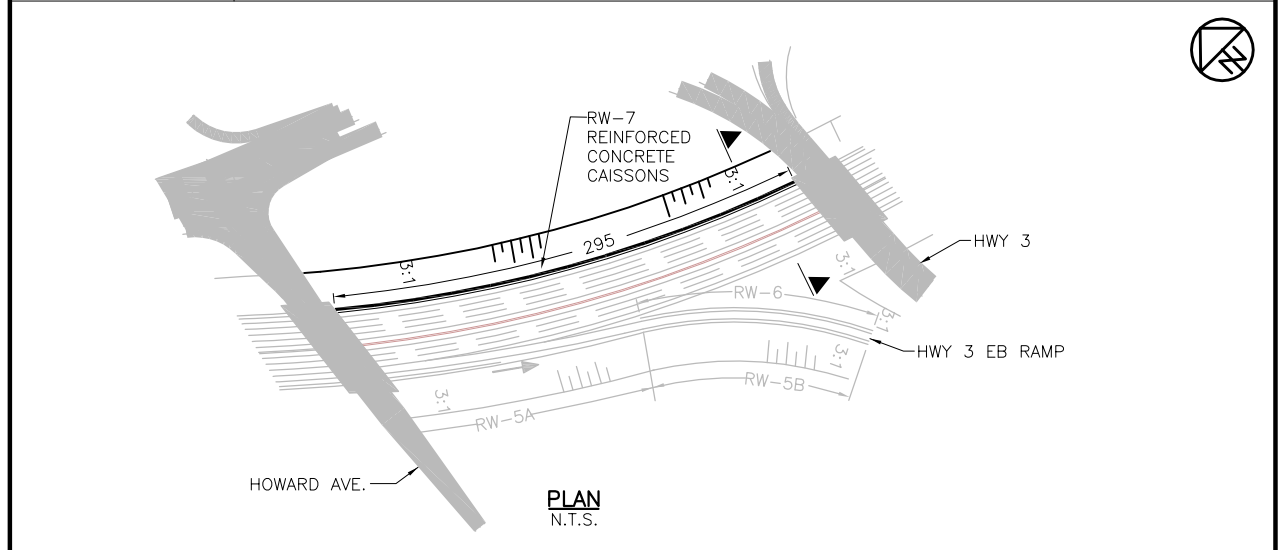 RW-7
REINFORCED
CONCRETE
CAISSONS
3:1
295
3:1
HWY 3
3:1
RW-6
3:1
HWY 3 EB RAMP
3:1
RW-5B
3:1
RW-5A
HOWARD AVE.
PLAN
N.T.S.
N